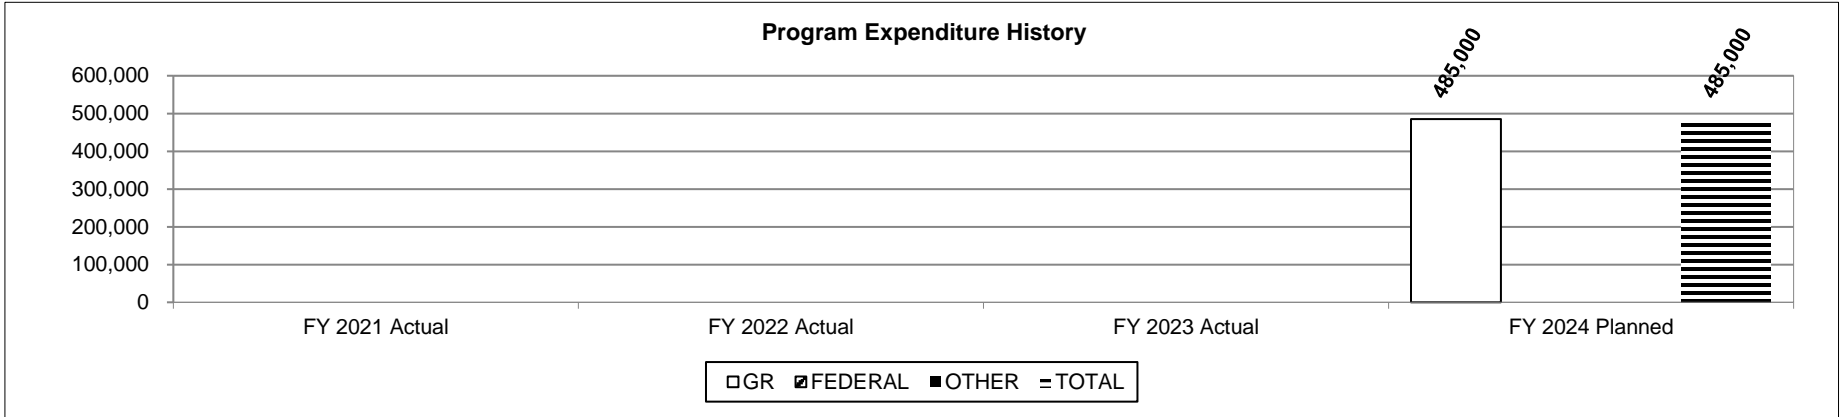 Program Expenditure History
485,000 485,000
600,000
500,000
400,000
300,000
200,000
100,000
0
FY 2021 Actual FY 2022 Actual FY 2023 Actual FY 2024 Planned
GR FEDERAL OTHER TOTAL